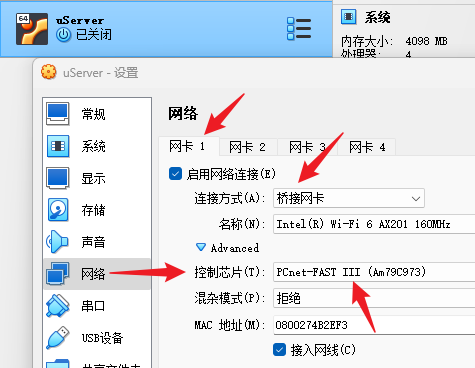 64
uServer
已关闭
系统
内存大小: 4098 MB
处理器: 4
uServer - 设置
常规
系统
显示
存储
声音
网络
串口
USB设备
共享文件夹
网络
网卡 1
网卡 2
网卡 3
网卡 4
启用网络连接(E)
连接方式(A): 桥接网卡
名称(N): Intel(R) Wi-Fi 6 AX201 160MHz
Advanced
控制芯片(T): PCnet-FAST III (Am79C973)
混杂模式(P): 拒绝
MAC 地址(M): 0800274B2EF3
接入网线(C)